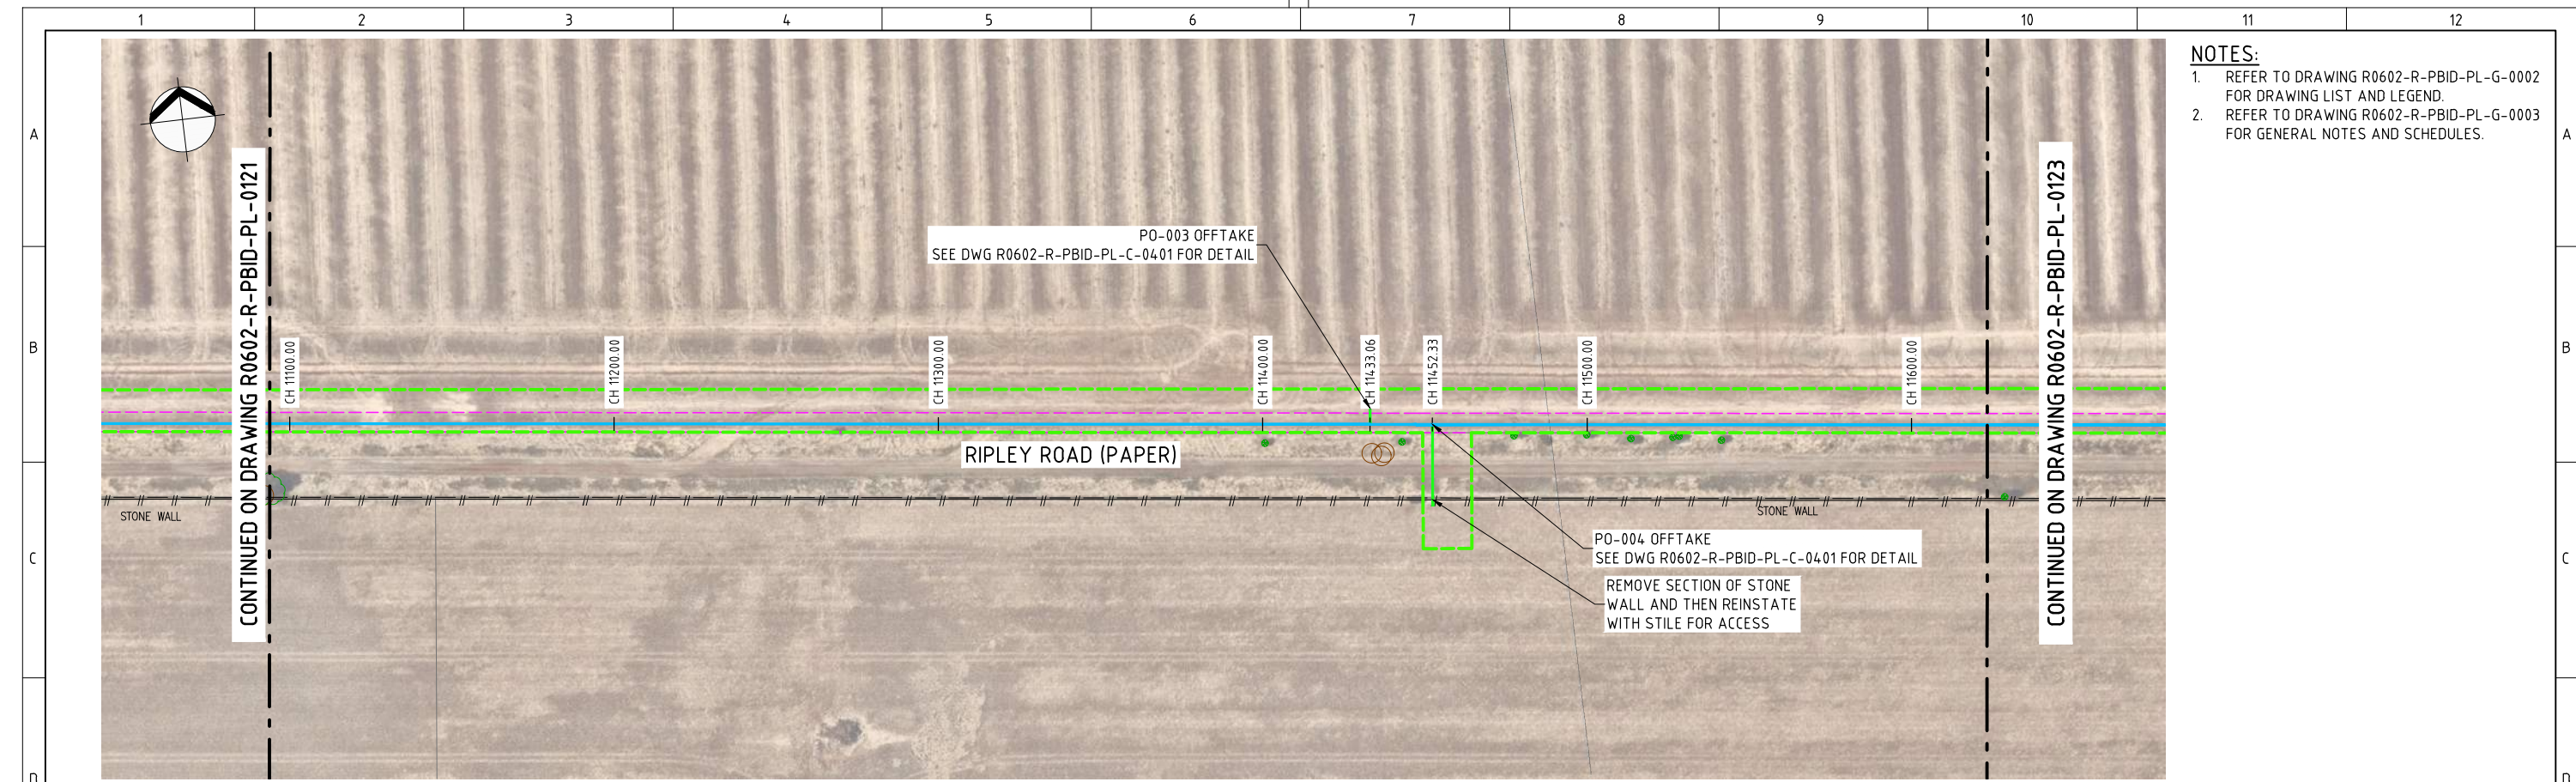 1 2 3 4 5 6 7 8 9 10 11 12
A
B
C
D
A
B
C
D
NOTES:
1. REFER TO DRAWING R0602-R-PBID-PL-G-0002
FOR DRAWING LIST AND LEGEND.
2. REFER TO DRAWING R0602-R-PBID-PL-G-0003
FOR GENERAL NOTES AND SCHEDULES.
CONTINUED ON DRAWING R0602-R-PBID-PL-0121
CONTINUED ON DRAWING R0602-R-PBID-PL-0123
PO-003 OFFTAKE
SEE DWG R0602-R-PBID-PL-C-0401 FOR DETAIL
CH 11100.00
CH 11200.00
CH 11300.00
CH 11400.00
CH 11433.06
CH 11452.33
CH 11500.00
CH 11600.00
RIPLEY ROAD (PAPER)
STONE WALL
STONE WALL
PO-004 OFFTAKE
SEE DWG R0602-R-PBID-PL-C-0401 FOR DETAIL
REMOVE SECTION OF STONE
WALL AND THEN REINSTATE
WITH STILE FOR ACCESS